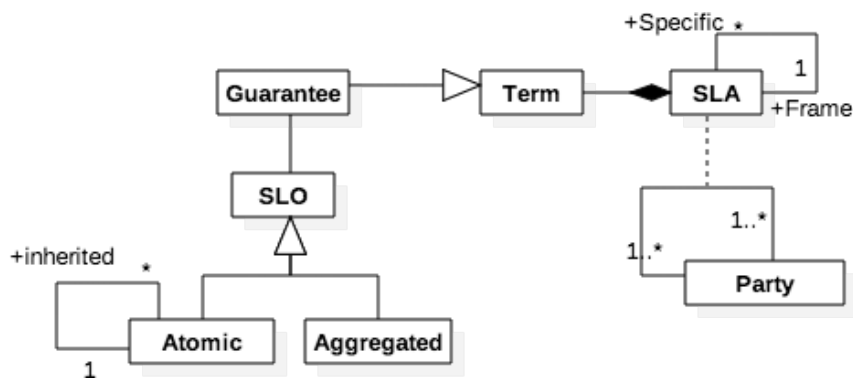 +Specific *
Guarantee
Term
SLA
1
+Frame
SLO
1..*
1..*
+inherited
*
Party
Atomic
Aggregated
1